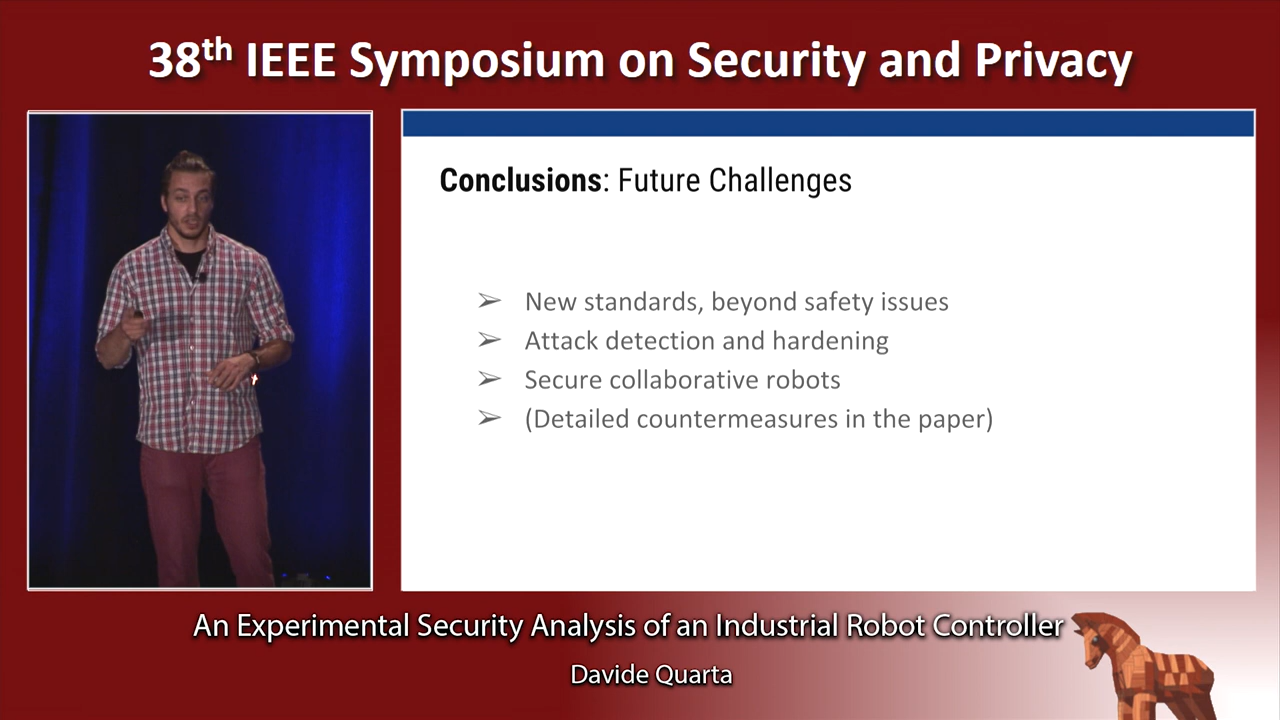 38th IEEE Symposium on Security and Privacy
Conclusions: Future Challenges
➢ New standards, beyond safety issues
➢ Attack detection and hardening
➢ Secure collaborative robots
➢ (Detailed countermeasures in the paper)
An Experimental Security Analysis of an Industrial Robot Controller
Davide Quarta